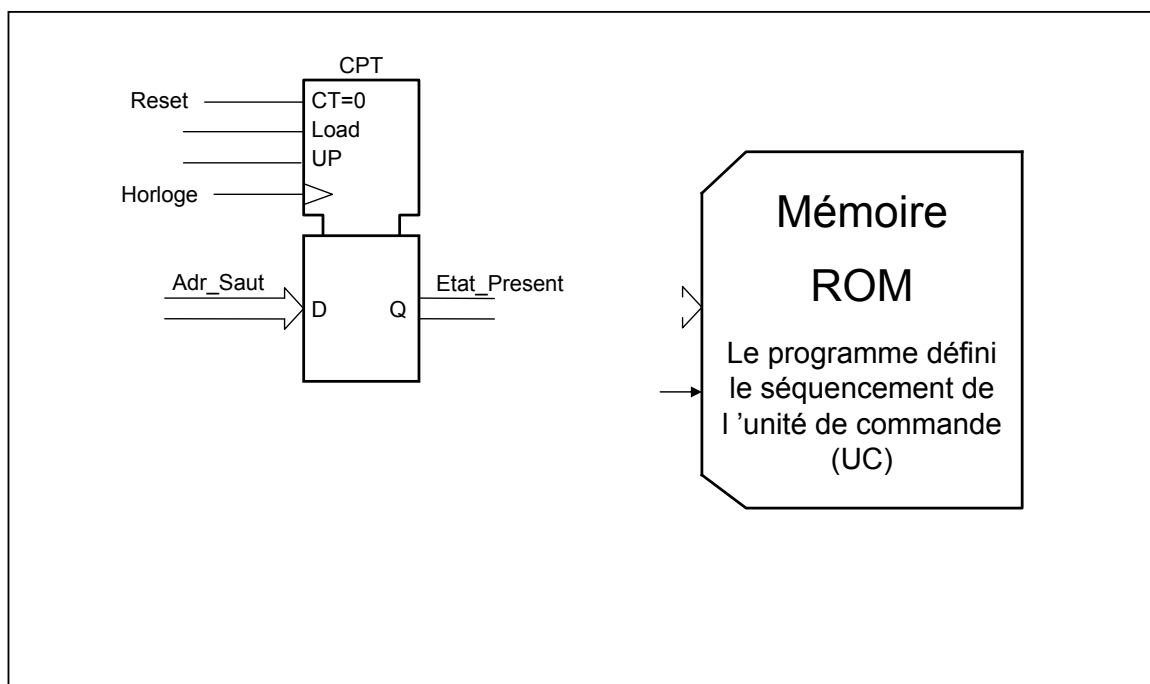 CPT
Reset
CT=0
Load
UP
Horloge
Adr_Saut
D
Q
Etat_Present
Mémoire
ROM
Le programme défini
le séquencement de
l ’unité de commande
(UC)